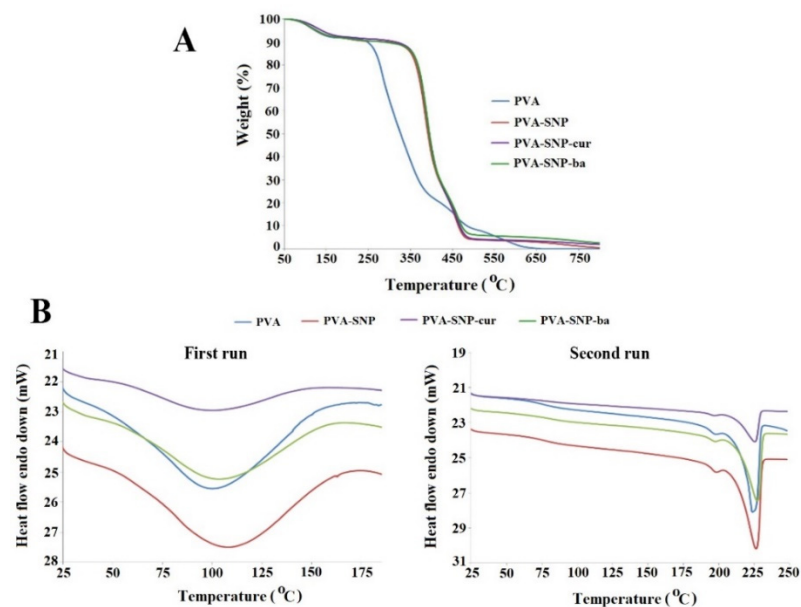 A
100
90
80
70
60
50
40
30
20
10
0
Weight (%)
50 150 250 350 450 550 650 750
Temperature (°C)
PVA
PVA-SNP
PVA-SNP-cur
PVA-SNP-ba
B
PVA PVA-SNP PVA-SNP-cur PVA-SNP-ba
First run
21
22
23
24
25
26
27
28
Heat flow endo down (mW)
25 50 75 100 125 150 175
Temperature (°C)
Second run
19
21
23
25
27
29
31
Heat flow endo down (mW)
25 50 75 100 125 150 175 200 225 250
Temperature (°C)